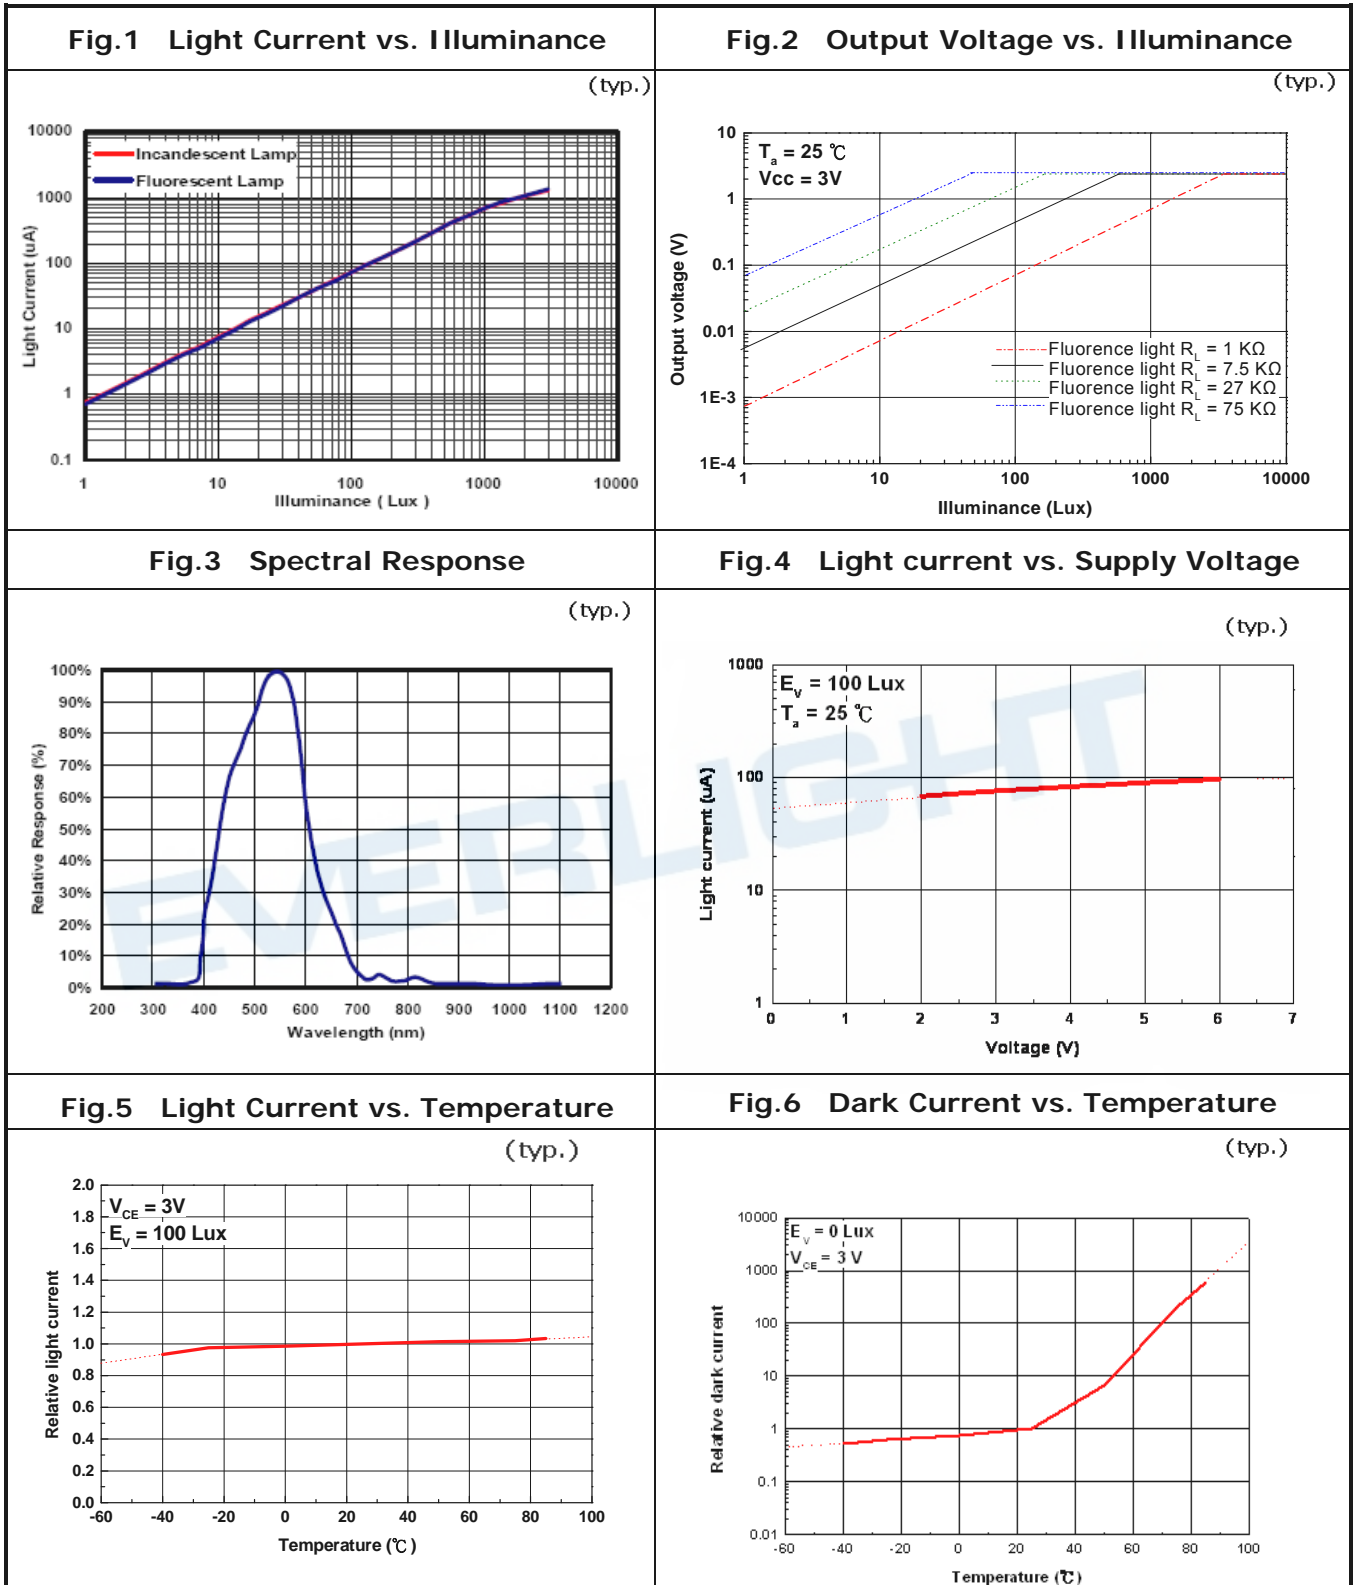 Fig.1 Light Current vs. Illuminance
(typ.)
10000
1000
100
10
1
0.1
Light Current (uA)
Incandescent Lamp
Fluorescent Lamp
1 10 100 1000 10000
Illuminance ( Lux )
Fig.2 Output Voltage vs. Illuminance
(typ.)
10
1
0.1
0.01
1E-3
1E-4
Output voltage (V)
Ta = 25 ℃
Vcc = 3V
Fluorence light RL = 1 KΩ
Fluorence light RL = 7.5 KΩ
Fluorence light RL = 27 KΩ
Fluorence light RL = 75 KΩ
1 10 100 1000 10000
Illuminance (Lux)
Fig.3 Spectral Response
(typ.)
100%
90%
80%
70%
60%
50%
40%
30%
20%
10%
0%
Relative Response (%)
200 300 400 500 600 700 800 900 1000 1100 1200
Wavelength (nm)
Fig.4 Light current vs. Supply Voltage
(typ.)
1000
100
10
1
Light current (uA)
EV = 100 Lux
Ta = 25 ℃
0 1 2 3 4 5 6 7
Voltage (V)
EVERLIGHT
Fig.5 Light Current vs. Temperature
(typ.)
2.0
1.8
1.6
1.4
1.2
1.0
0.8
0.6
0.4
0.2
0.0
Relative light current
VCE = 3V
EV = 100 Lux
-60 -40 -20 0 20 40 60 80 100
Temperature (℃)
Fig.6 Dark Current vs. Temperature
(typ.)
10000
1000
100
10
1
0.1
0.01
Relative dark current
EV = 0 Lux
VCE = 3 V
-60 -40 -20 0 20 40 60 80 100
Temperature (℃)